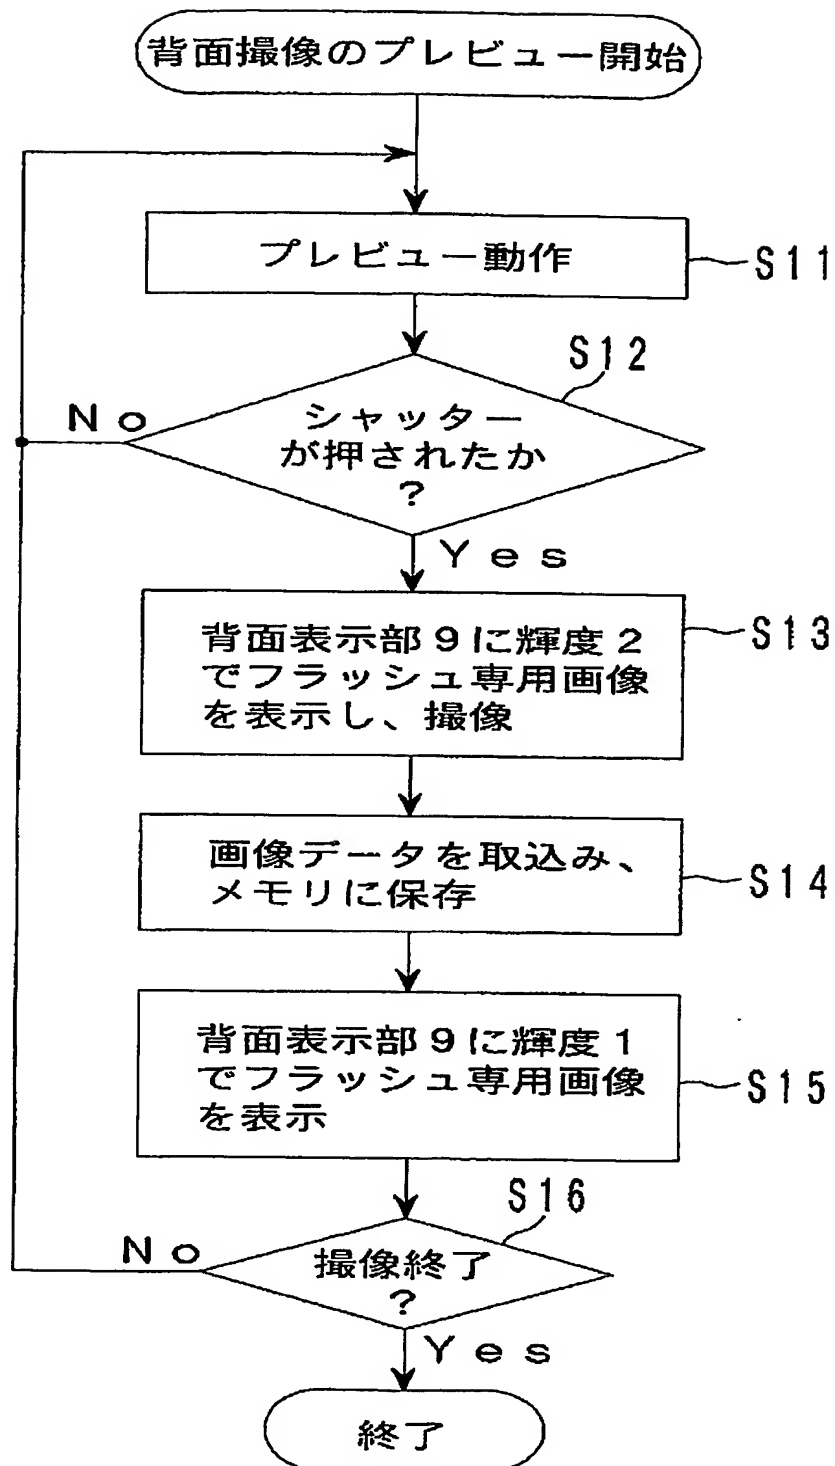 背面撮像のプレビュー開始
プレビュー動作
S11
S12
No
シャッター
が押されたか
?
Yes
背面表示部9に輝度2
でフラッシュ専用画像
を表示し、撮像
S13
画像データを取込み、
メモリに保存
S14
背面表示部9に輝度1
でフラッシュ専用画像
を表示
S15
S16
No
撮像終了
?
Yes
終了